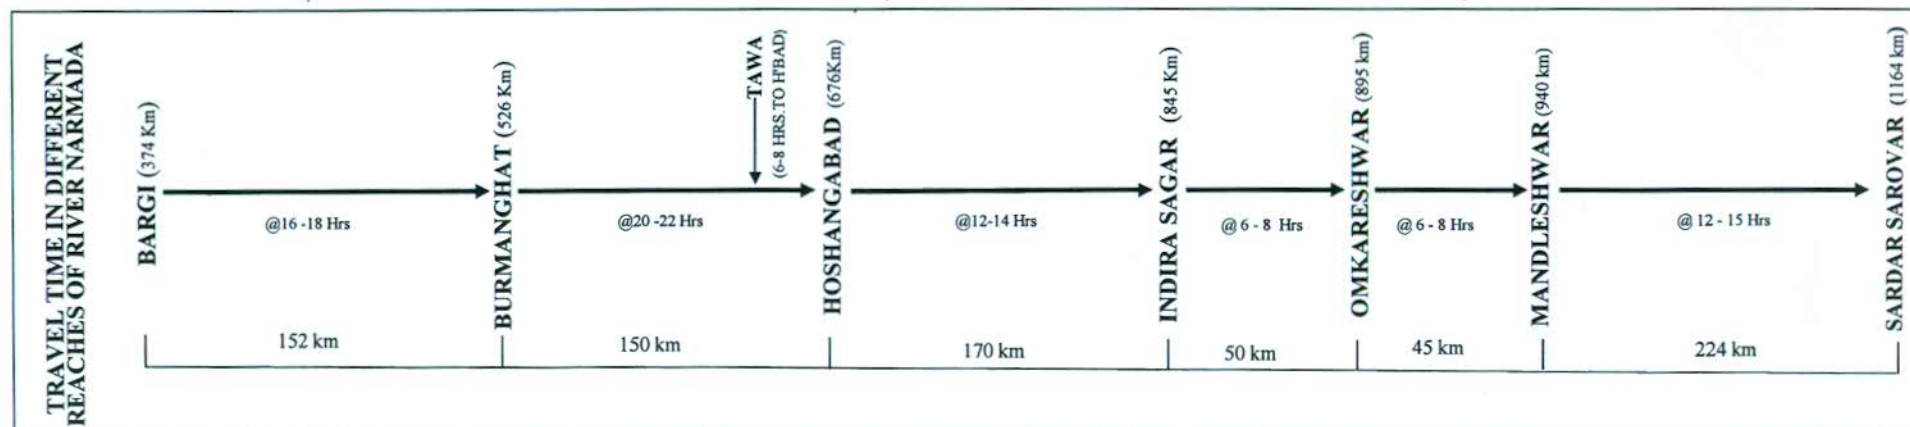 TRAVEL TIME IN DIFFERENT
REACHES OF RIVER NARMADA
BARGI (374 Km)
@16 -18 Hrs
BURMANGHAT (526 Km)
@20 -22 Hrs
TAWA
(6-8 HRS.TO H'BAD)
HOSHANGABAD (676Km)
@12-14 Hrs
INDIRA SAGAR (845 Km)
@ 6 - 8 Hrs
OMKARESHWAR (895 km)
@ 6 - 8 Hrs
MANDLESHWAR (940 km)
@ 12 - 15 Hrs
SARDAR SAROVAR (1164 km)
152 km
150 km
170 km
50 km
45 km
224 km